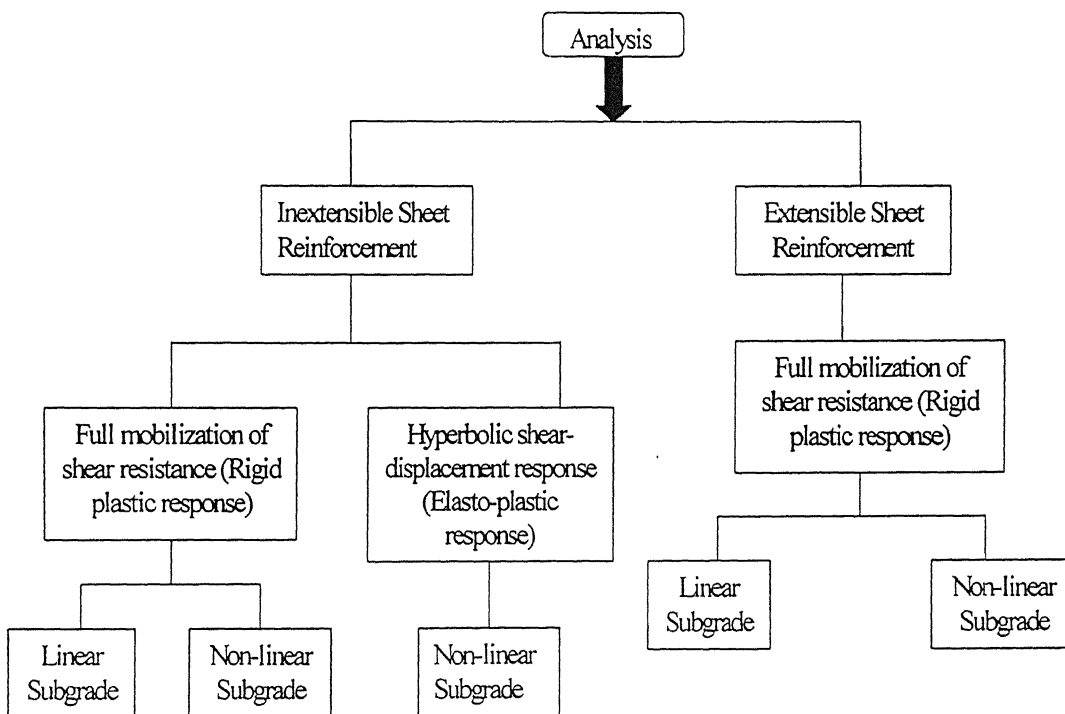 Analysis
Inextensible Sheet
Reinforcement
Extensible Sheet
Reinforcement
Full mobilization of
shear resistance (Rigid
plastic response)
Hyperbolic shear-
displacement response
(Elasto-plastic
response)
Full mobilization of
shear resistance (Rigid
plastic response)
Linear
Subgrade
Non-linear
Subgrade
Non-linear
Subgrade
Linear
Subgrade
Non-linear
Subgrade